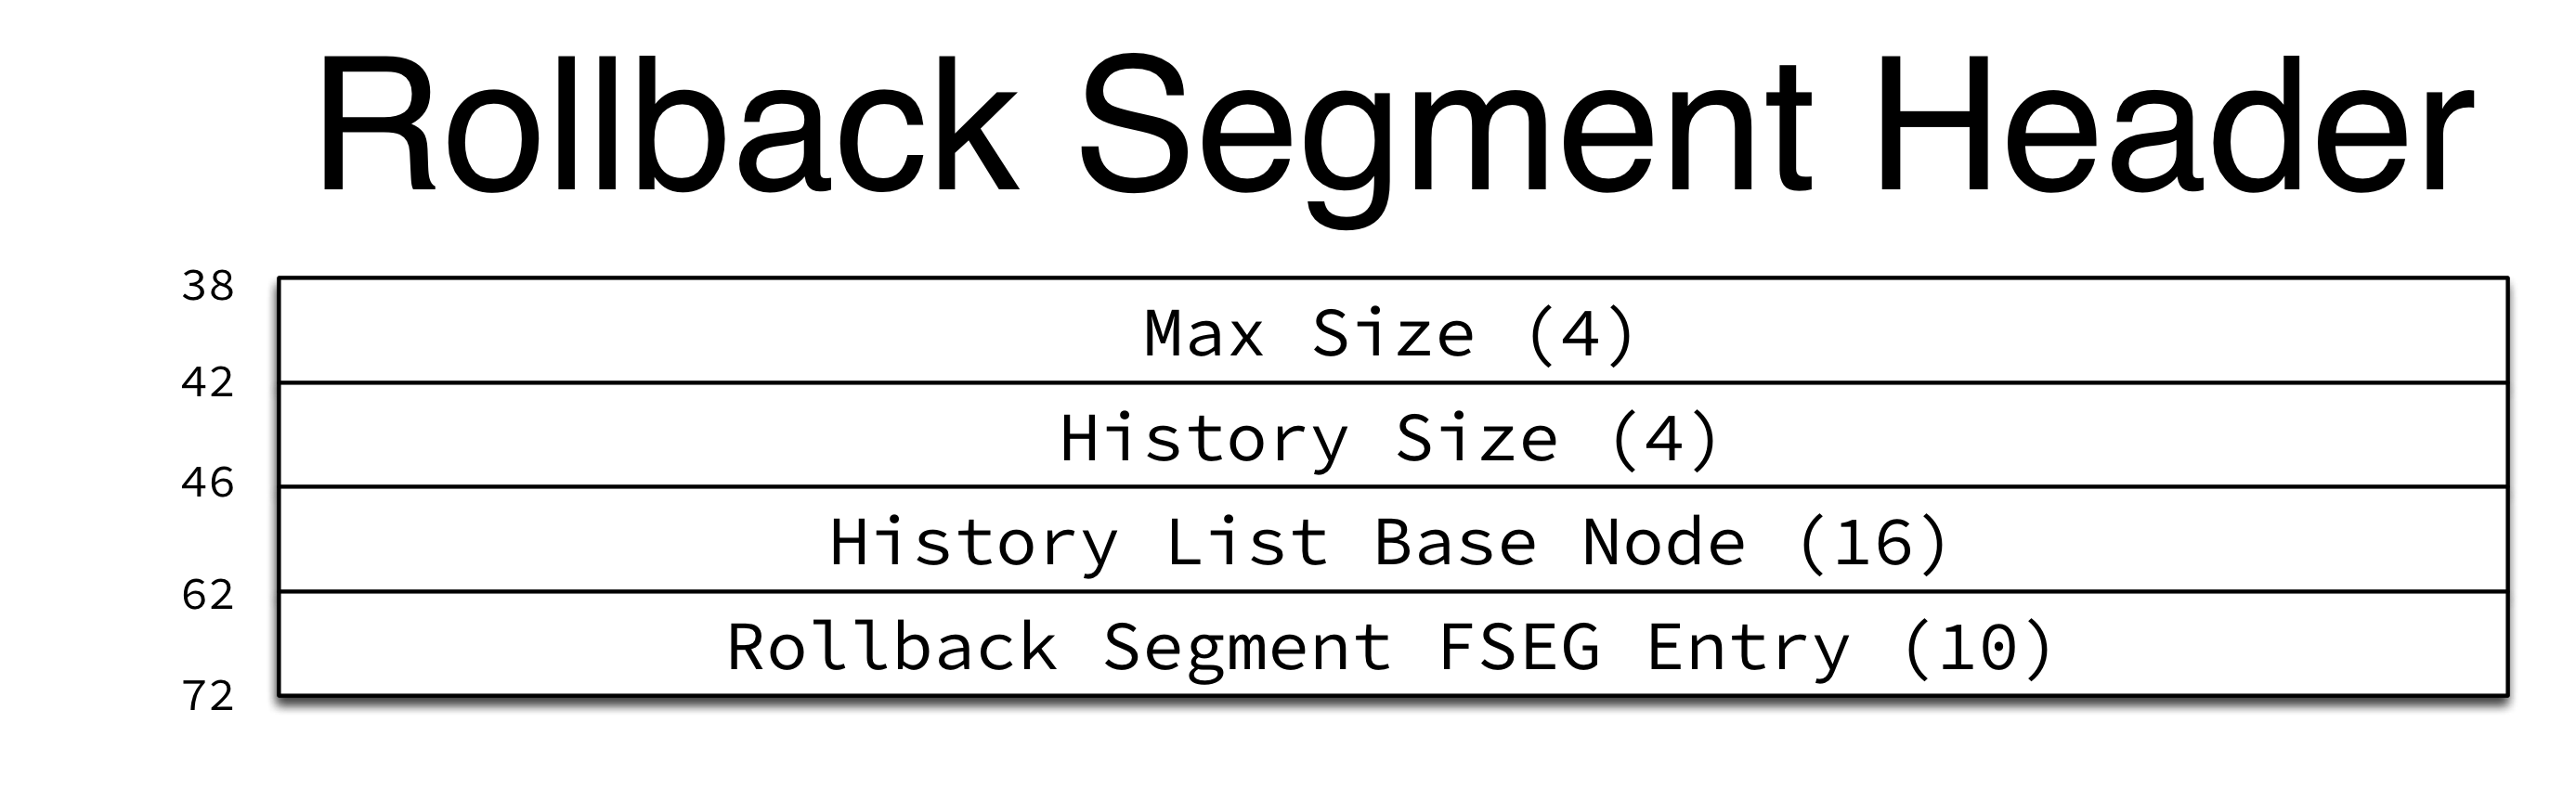 Rollback Segment Header
38
Max Size (4)
42
History Size (4)
46
History List Base Node (16)
62
Rollback Segment FSEG Entry (10)
72